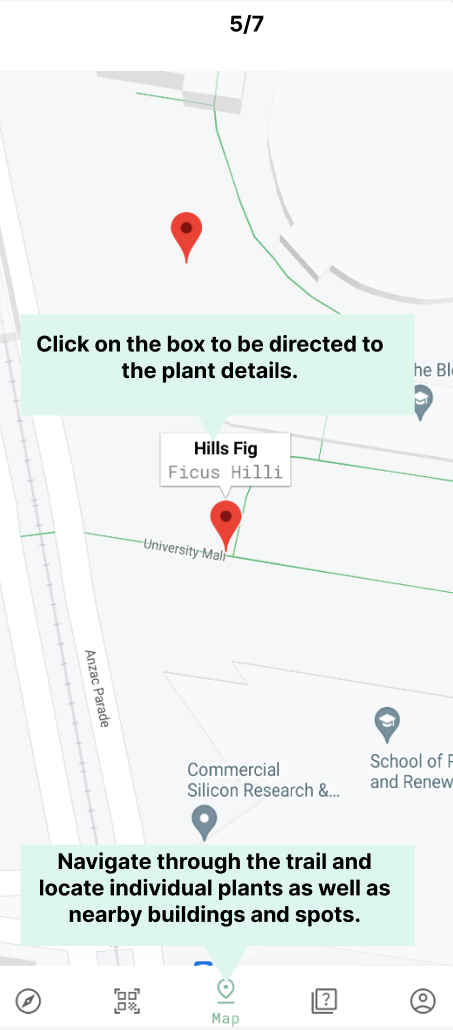 5/7
Click on the box to be directed to
the plant details.
he Bl
Hills Fig
Ficus Hilli
University Mall
Anzac Parade
School of
and Renew
Commercial
Silicon Research &...
Navigate through the trail and
locate individual plants as well as
nearby buildings and spots.
?
Map